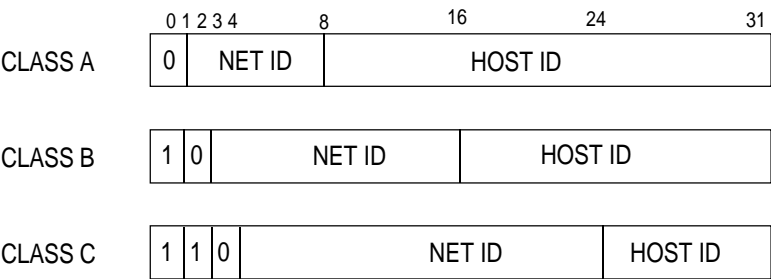 0 1 2 3 4 8 16 24 31
CLASS A 0 NET ID HOST ID
CLASS B 1 0 NET ID HOST ID
CLASS C 1 1 0 NET ID HOST ID